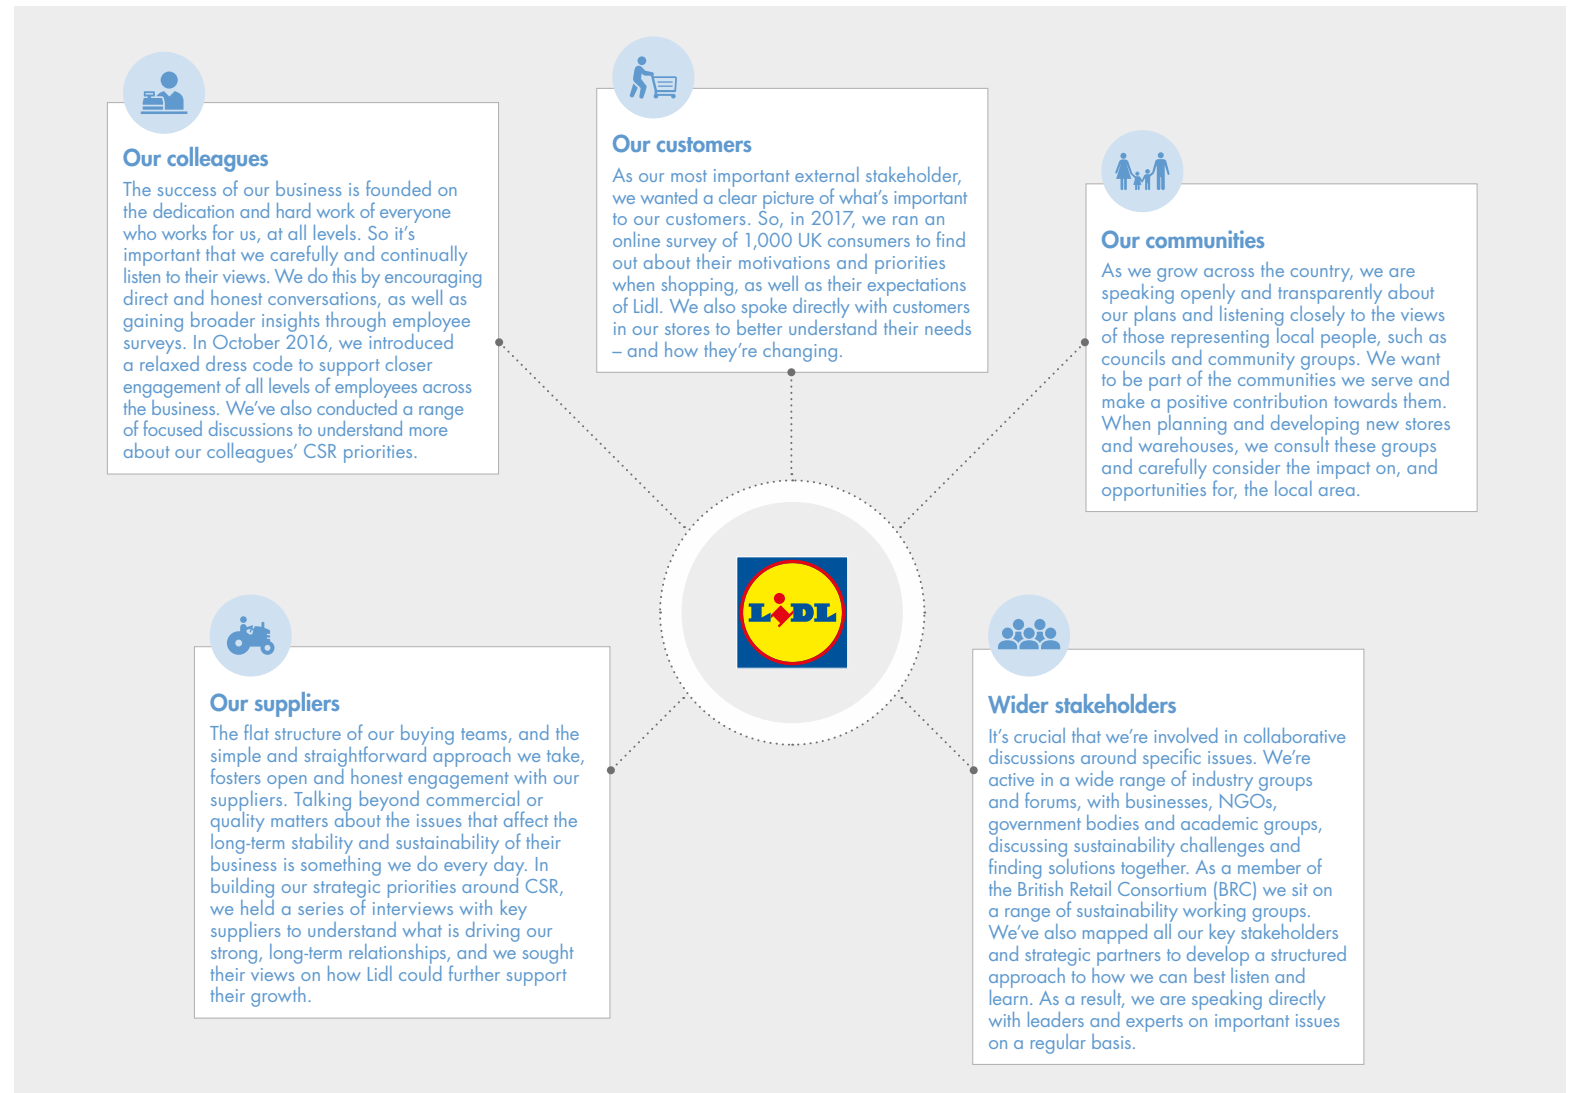 Our colleagues
The success of our business is founded on
the dedication and hard work of everyone
who works for us, at all levels. So it's
important that we carefully and continually
listen to their views. We do this by encouraging
direct and honest conversations, as well as
gaining broader insights through employee
surveys. In October 2016, we introduced
a relaxed dress code to support closer
engagement of all levels of employees across
the business. We've also conducted a range
of focused discussions to understand more
about our colleagues' CSR priorities.
Our customers
As our most important external stakeholder,
we wanted a clear picture of what's important
to our customers. So, in 2017, we ran an
online survey of 1,000 UK consumers to find
out about their motivations and priorities
when shopping, as well as their expectations
of Lidl. We also spoke directly with customers
in our stores to better understand their needs
– and how they're changing.
Our communities
As we grow across the country, we are
speaking openly and transparently about
our plans and listening closely to the views
of those representing local people, such as
councils and community groups. We want
to be part of the communities we serve and
make a positive contribution towards them.
When planning and developing new stores
and warehouses, we consult these groups
and carefully consider the impact on, and
opportunities for, the local area.
LIDL
Our suppliers
The flat structure of our buying teams, and the
simple and straightforward approach we take,
fosters open and honest engagement with our
suppliers. Talking beyond commercial or
quality matters about the issues that affect the
long-term stability and sustainability of their
business is something we do every day. In
building our strategic priorities around CSR,
we held a series of interviews with key
suppliers to understand what is driving our
strong, long-term relationships, and we sought
their views on how Lidl could further support
their growth.
Wider stakeholders
It's crucial that we're involved in collaborative
discussions around specific issues. We're
active in a wide range of industry groups
and forums, with businesses, NGOs,
government bodies and academic groups,
discussing sustainability challenges and
finding solutions together. As a member of
the British Retail Consortium (BRC) we sit on
a range of sustainability working groups.
We've also mapped all our key stakeholders
and strategic partners to develop a structured
approach to how we can best listen and
learn. As a result, we are speaking directly
with leaders and experts on important issues
on a regular basis.